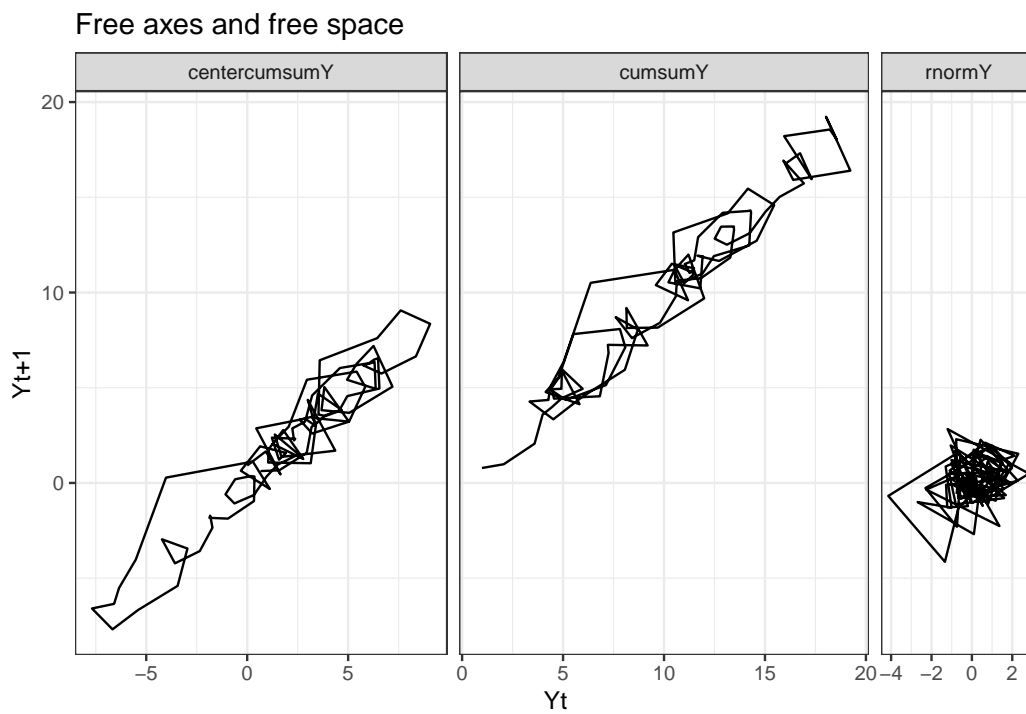 Free axes and free space
centercumsumY cumsumY rnormY
20
10
0
Yt+1
−5 0 5 0 5 10 15 20 −4 −2 0 2
Yt